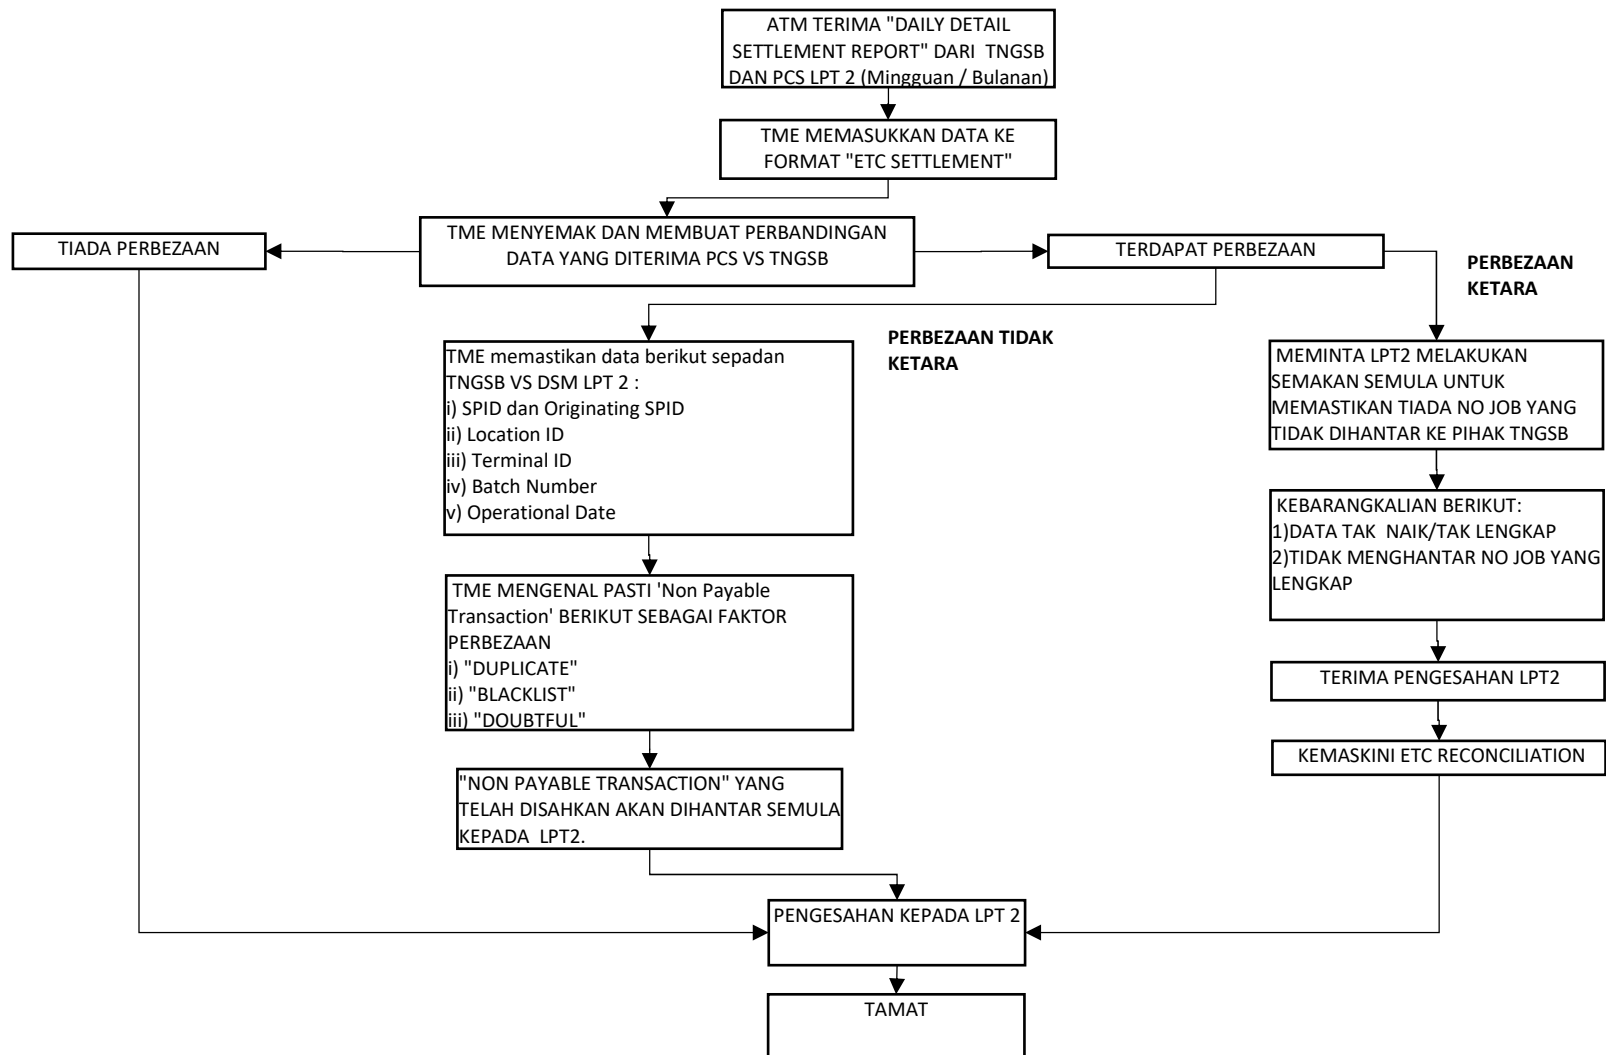 ATM TERIMA "DAILY DETAIL
SETTLEMENT REPORT" DARI  TNGSB
DAN PCS LPT 2 (Mingguan / Bulanan)
TME MEMASUKKAN DATA KE
FORMAT "ETC SETTLEMENT"
TIADA PERBEZAAN
TME MENYEMAK DAN MEMBUAT PERBANDINGAN
DATA YANG DITERIMA PCS VS TNGSB
TERDAPAT PERBEZAAN
PERBEZAAN
KETARA
PERBEZAAN TIDAK
KETARA
TME memastikan data berikut sepadan
TNGSB VS DSM LPT 2 :
i) SPID dan Originating SPID
ii) Location ID
iii) Terminal ID
iv) Batch Number
v) Operational Date
MEMINTA LPT2 MELAKUKAN
SEMAKAN SEMULA UNTUK
MEMASTIKAN TIADA NO JOB YANG
TIDAK DIHANTAR KE PIHAK TNGSB
KEBARANGKALIAN BERIKUT:
1)DATA TAK  NAIK/TAK LENGKAP
2)TIDAK MENGHANTAR NO JOB YANG
LENGKAP
TME MENGENAL PASTI 'Non Payable
Transaction' BERIKUT SEBAGAI FAKTOR
PERBEZAAN
i) "DUPLICATE"
ii) "BLACKLIST"
iii) "DOUBTFUL"
TERIMA PENGESAHAN LPT2
KEMASKINI ETC RECONCILIATION
"NON PAYABLE TRANSACTION" YANG
TELAH DISAHKAN AKAN DIHANTAR SEMULA
KEPADA  LPT2.
PENGESAHAN KEPADA LPT 2
TAMAT